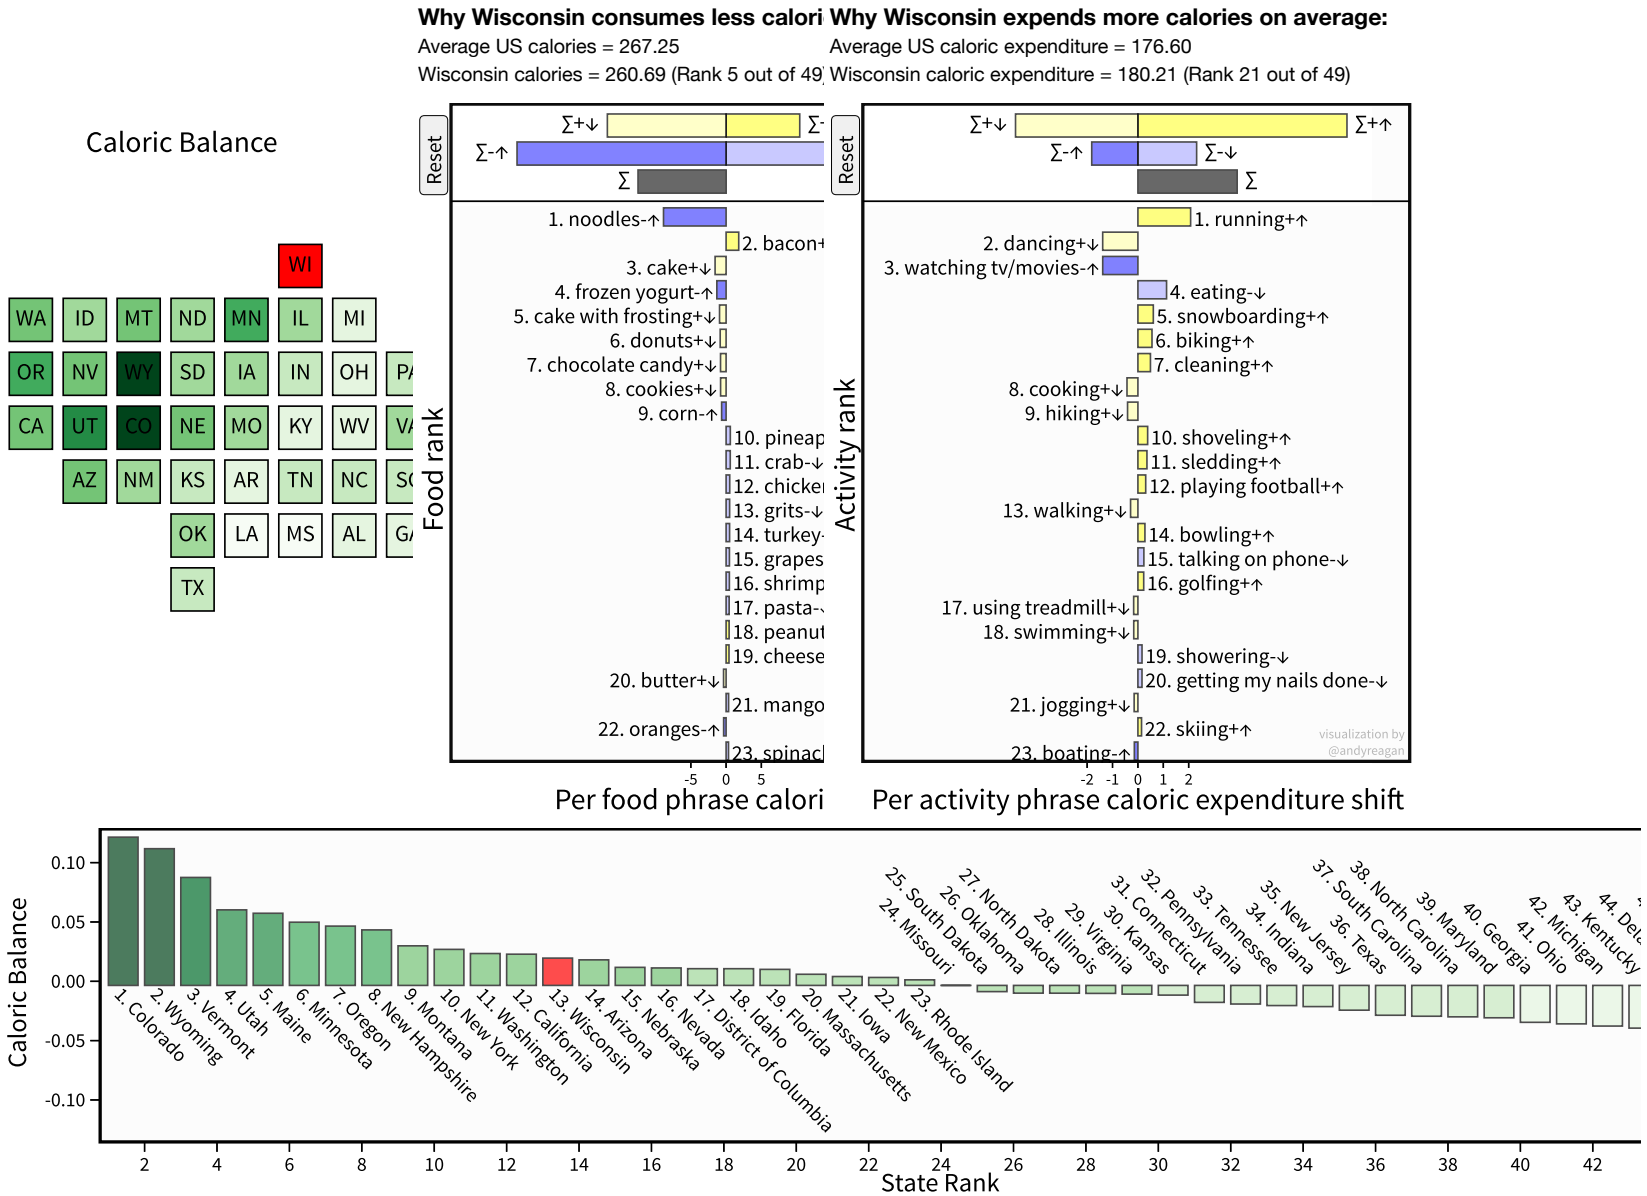 Why Wisconsin consumes less calori
Average US calories = 267.25
Wisconsin calories = 260.69 (Rank 5 out of 49)
Why Wisconsin expends more calories on average:
Average US caloric expenditure = 176.60
Wisconsin caloric expenditure = 180.21 (Rank 21 out of 49)
Caloric Balance
WI
WA ID MT ND MN IL MI
OR NV WY SD IA IN OH PA
CA UT CO NE MO KY WV VA
AZ NM KS AR TN NC SC
OK LA MS AL GA
TX
Reset
Σ+↓
Σ-↑
Σ
Food rank
1. noodles-↑
2. bacon+
3. cake+↓
4. frozen yogurt-↑
5. cake with frosting+↓
6. donuts+↓
7. chocolate candy+↓
8. cookies+↓
9. corn-↑
10. pineap
11. crab-↓
12. chicken
13. grits-↓
14. turkey-
15. grapes
16. shrimp
17. pasta-↓
18. peanut
19. cheese
20. butter+↓
21. mango
22. oranges-↑
23. spinach
-5 0 5
Per food phrase calori
Reset
Σ+↓ Σ+↑
Σ-↑ Σ-↓
Σ
Activity rank
1. running+↑
2. dancing+↓
3. watching tv/movies-↑
4. eating-↓
5. snowboarding+↑
6. biking+↑
7. cleaning+↑
8. cooking+↓
9. hiking+↓
10. shoveling+↑
11. sledding+↑
12. playing football+↑
13. walking+↓
14. bowling+↑
15. talking on phone-↓
16. golfing+↑
17. using treadmill+↓
18. swimming+↓
19. showering-↓
20. getting my nails done-↓
21. jogging+↓
22. skiing+↑
23. boating-↑
visualization by
@andyreagan
-2 -1 0 1 2
Per activity phrase caloric expenditure shift
Caloric Balance
0.10
0.05
0.00
-0.05
-0.10
1. Colorado
2. Wyoming
3. Vermont
4. Utah
5. Maine
6. Minnesota
7. Oregon
8. New Hampshire
9. Montana
10. New York
11. Washington
12. California
13. Wisconsin
14. Arizona
15. Nebraska
16. Nevada
17. District of Columbia
18. Idaho
19. Florida
20. Massachusetts
21. Iowa
22. New Mexico
23. Rhode Island
24. Missouri
25. South Dakota
26. Oklahoma
27. North Dakota
28. Illinois
29. Virginia
30. Kansas
31. Connecticut
32. Pennsylvania
33. Tennessee
34. Indiana
35. New Jersey
36. Texas
37. South Carolina
38. North Carolina
39. Maryland
40. Georgia
41. Ohio
42. Michigan
43. Kentucky
44. Dela
2 4 6 8 10 12 14 16 18 20 22 24 26 28 30 32 34 36 38 40 42
State Rank